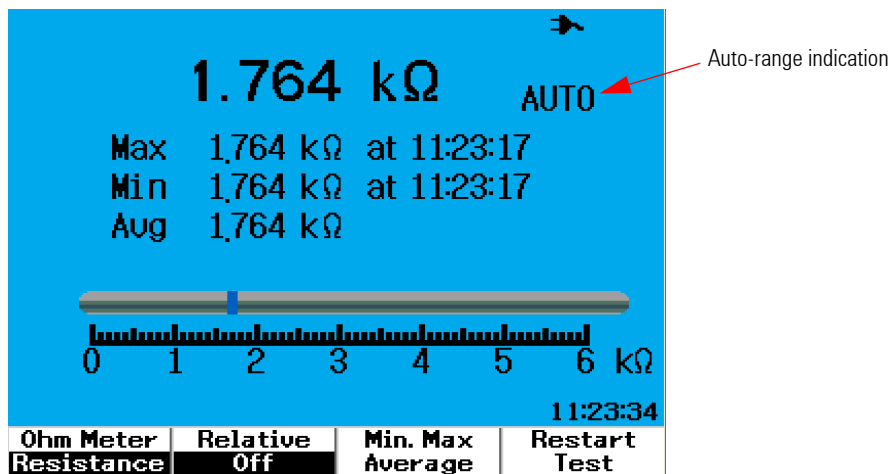 Auto-range indication
1.764 kΩ AUTO
Max 1.764 kΩ at 11:23:17
Min 1.764 kΩ at 11:23:17
Avg 1.764 kΩ
0 1 2 3 4 5 6 kΩ
11:23:34
Ohm Meter Relative Min. Max Restart
Resistance Off Average Test